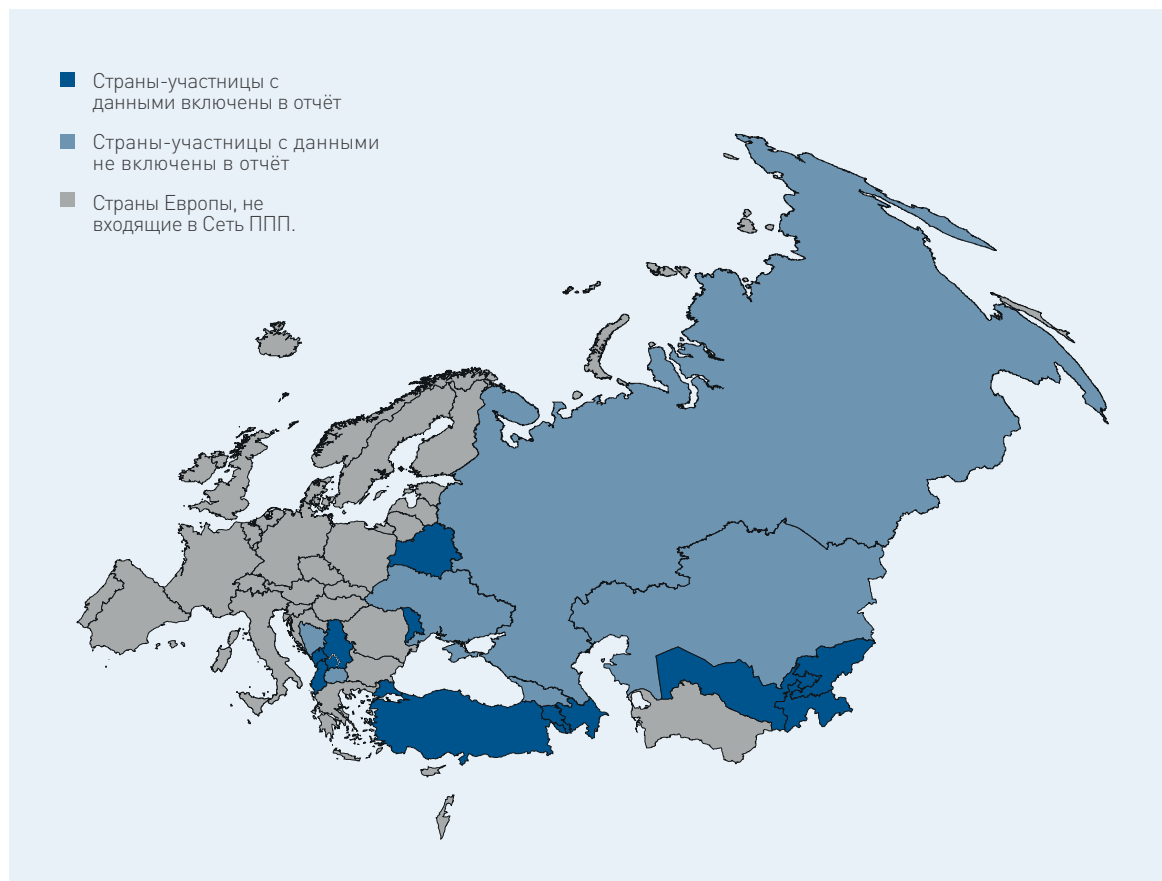 Страны-участницы с
данными включены в отчёт
Страны-участницы с данными
не включены в отчёт
Страны Европы, не
входящие в Сеть ППП.